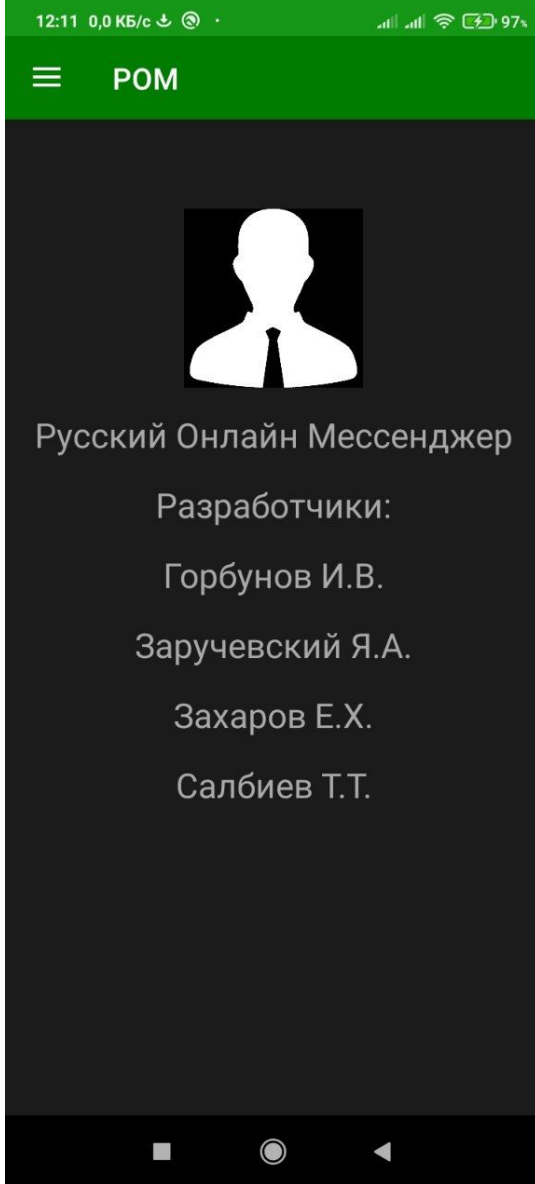 12:11 0,0 КБ/с 97%
РОМ
Русский Онлайн Мессенджер
Разработчики:
Горбунов И.В.
Заручевский Я.А.
Захаров Е.Х.
Салбиев Т.Т.